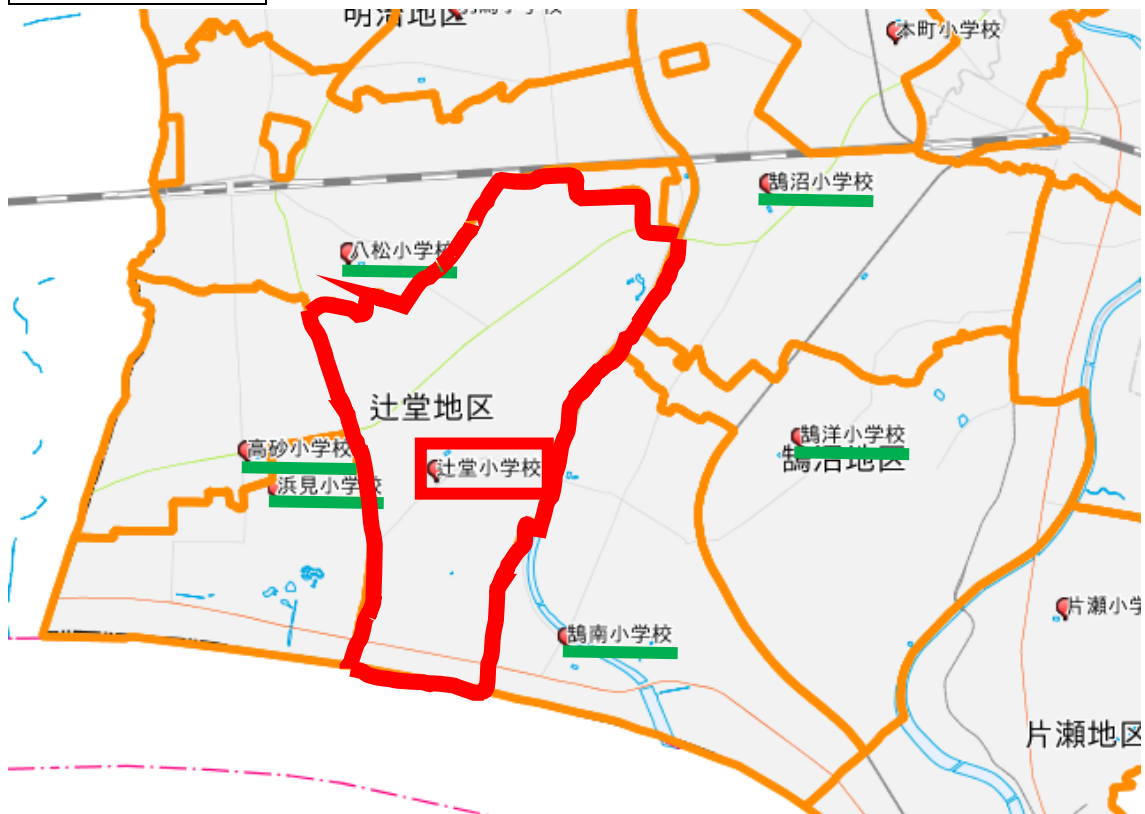 明治地区
本町小学校
鵠沼小学校
八松小学校
辻堂地区
高砂小学校
辻堂小学校
浜見小学校
鵠洋小学校
鵠沼地区
片瀬小学
鵠南小学校
片瀬地区